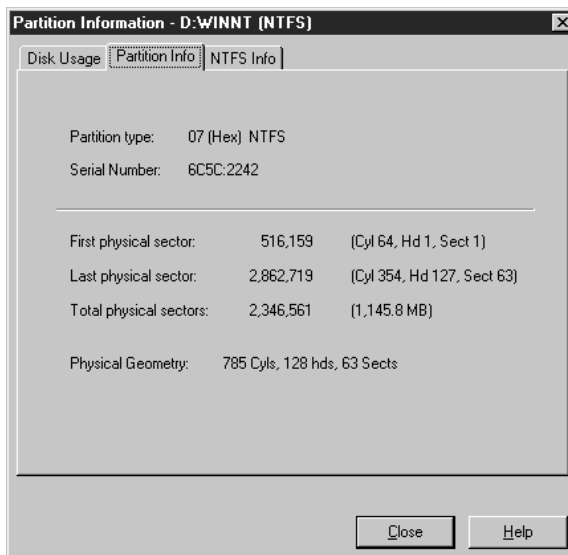 Partition Information - D:WINNT (NTFS)
Disk Usage Partition Info NTFS Info
Partition type: 07 (Hex) NTFS
Serial Number: 6C5C:2242
First physical sector: 516,159 (Cyl 64, Hd 1, Sect 1)
Last physical sector: 2,862,719 (Cyl 354, Hd 127, Sect 63)
Total physical sectors: 2,346,561 (1,145.8 MB)
Physical Geometry: 785 Cyls, 128 hds, 63 Sects
Close Help